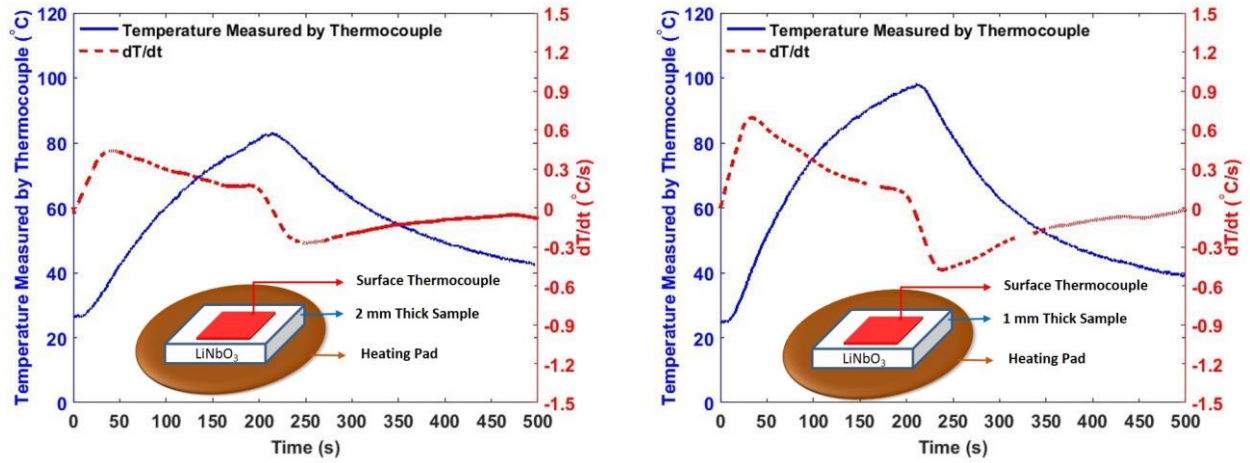 120
100
80
60
40
20
0
Temperature Measured by Thermocouple (°C)
Temperature Measured by Thermocouple
dT/dt
Surface Thermocouple
2 mm Thick Sample
LiNbO3
Heating Pad
0 50 100 150 200 250 300 350 400 450 500
Time (s)
1.5
1.2
0.9
0.6
0.3
0
-0.3
-0.6
-0.9
-1.2
-1.5
dT/dt (°C/s)
120
100
80
60
40
20
0
Temperature Measured by Thermocouple (°C)
Temperature Measured by Thermocouple
dT/dt
Surface Thermocouple
1 mm Thick Sample
LiNbO3
Heating Pad
0 50 100 150 200 250 300 350 400 450 500
Time (s)
1.5
1.2
0.9
0.6
0.3
0
-0.3
-0.6
-0.9
-1.2
-1.5
dT/dt (°C/s)